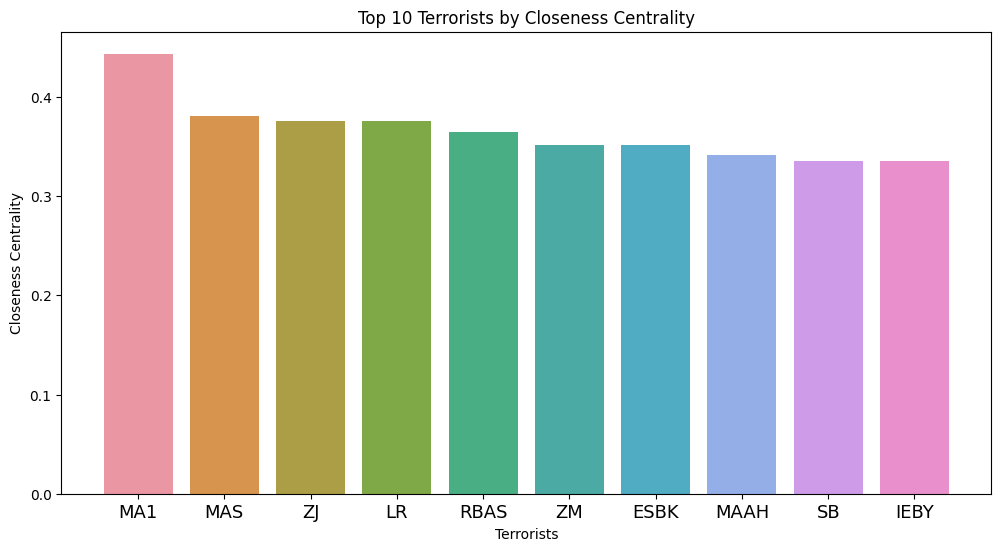 Top 10 Terrorists by Closeness Centrality
Closeness Centrality
0.4
0.3
0.2
0.1
0.0
MA1 MAS ZJ LR RBAS ZM ESBK MAAH SB IEBY
Terrorists